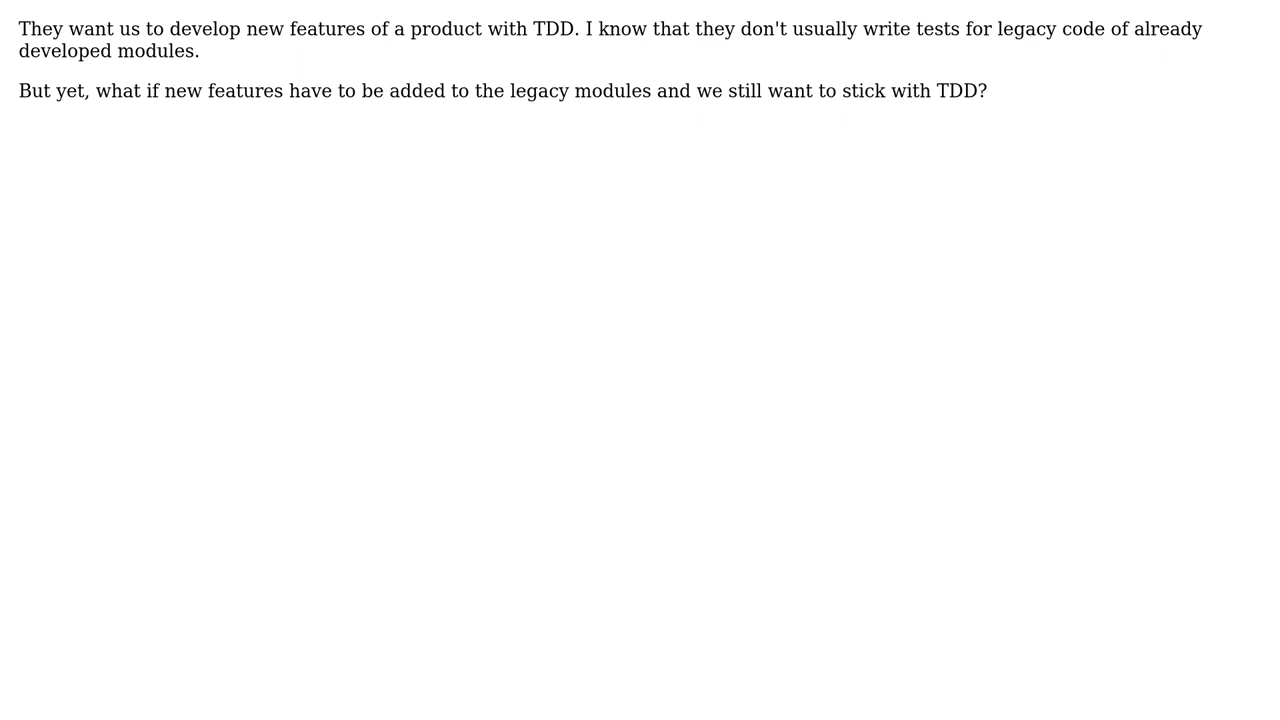 They want us to develop new features of a product with TDD. I know that they don't usually write tests for legacy code of already
developed modules.
But yet, what if new features have to be added to the legacy modules and we still want to stick with TDD?